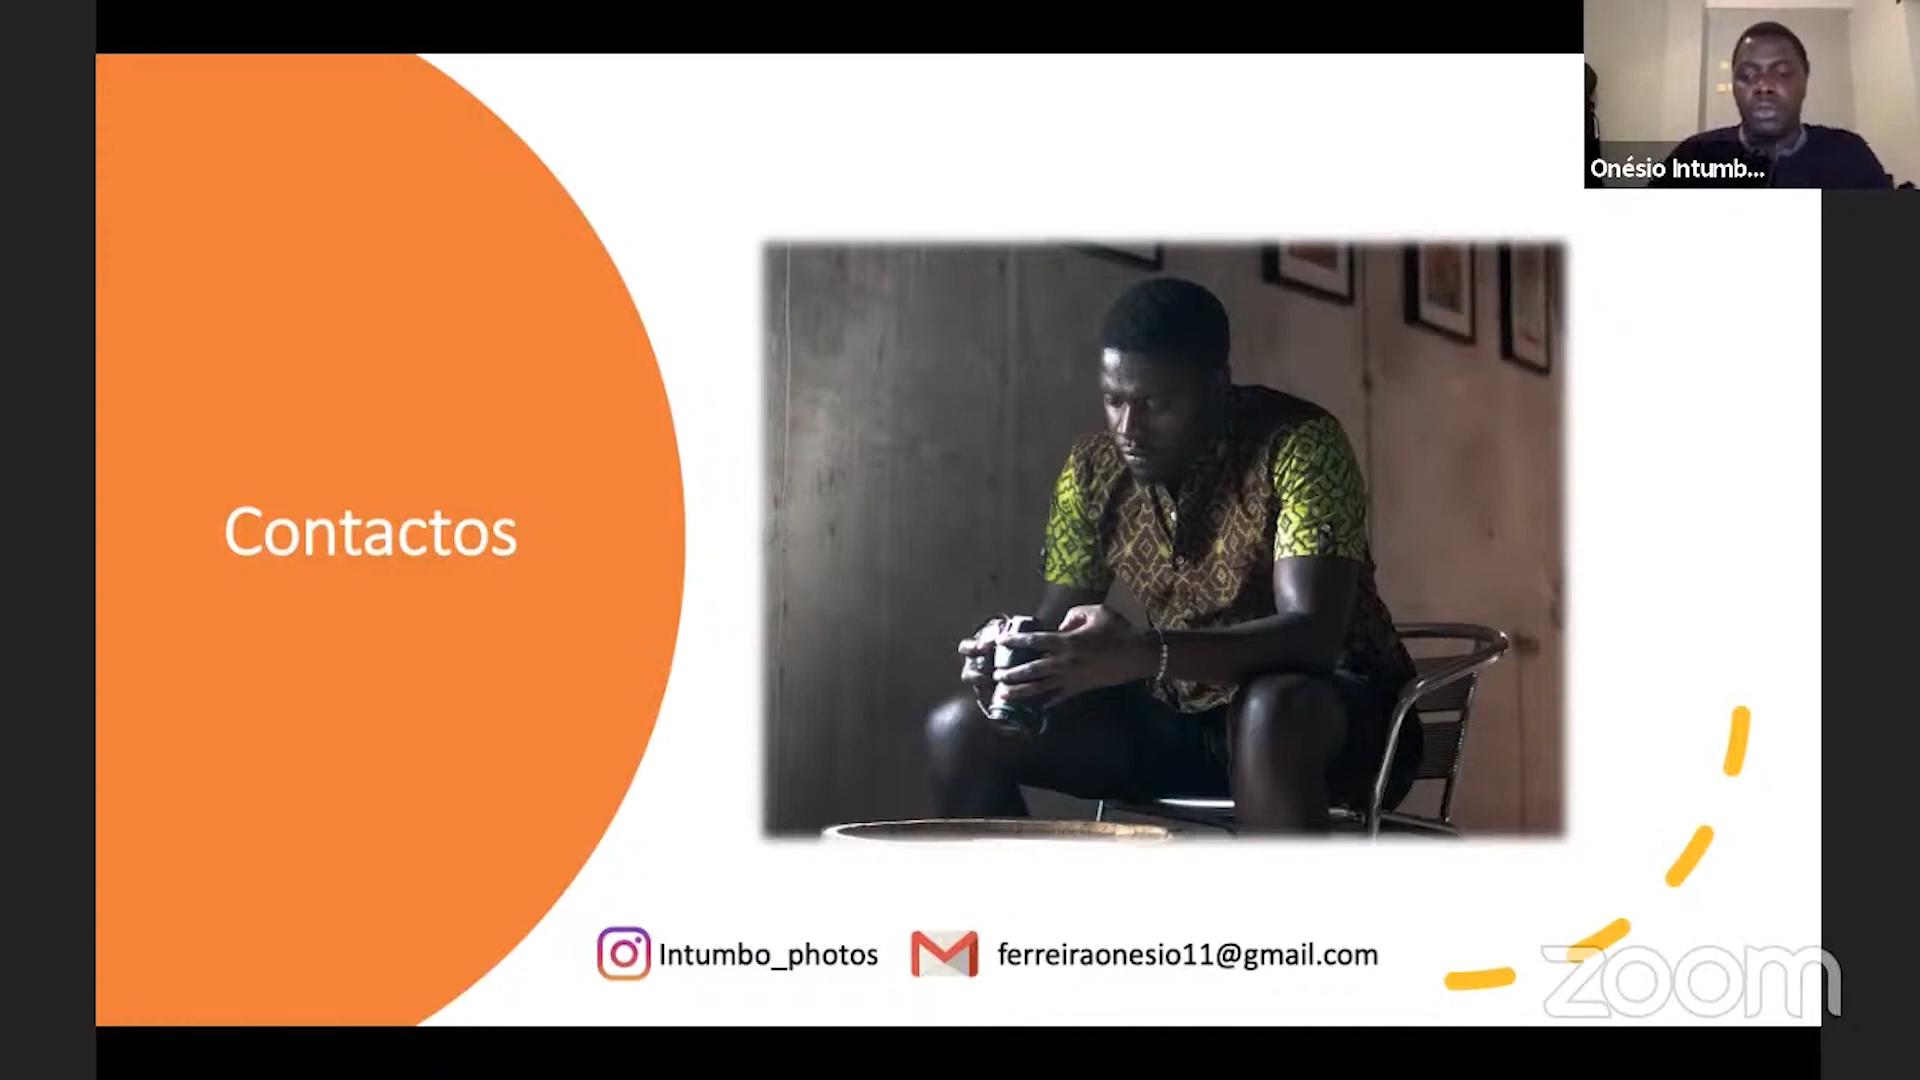 Onésio Intumb...
Contactos
Intumbo_photos
ferreiraonesio11@gmail.com
zoom